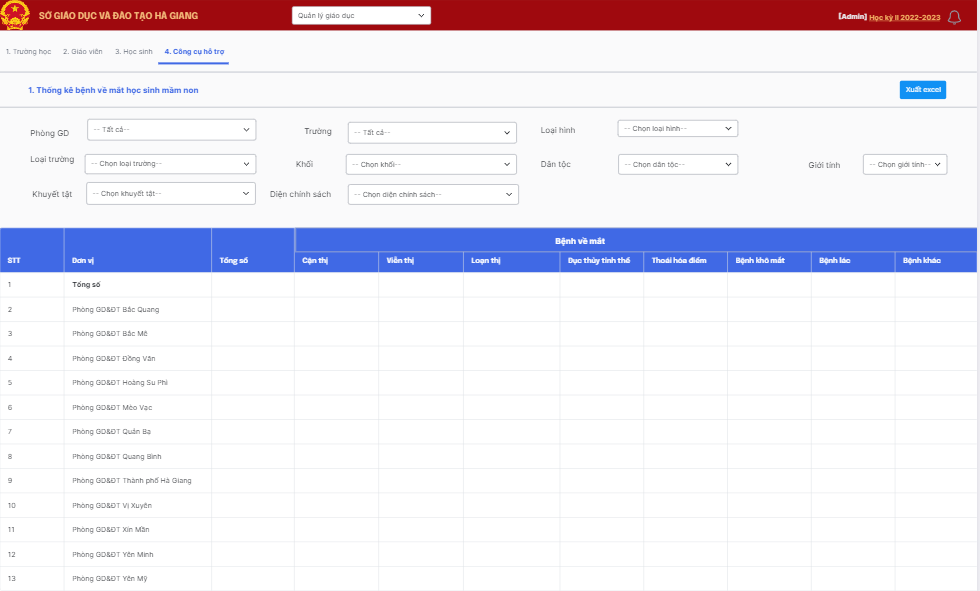 SỞ GIÁO DỤC VÀ ĐÀO TẠO HÀ GIANG
Quản lý giáo dục
[Admin] Học kỳ II 2022-2023
1. Trường học 2. Giáo viên 3. Học sinh 4. Công cụ hỗ trợ
1. Thống kê bệnh về mắt học sinh mầm non
Xuất excel
Phòng GD -- Tất cả-- Trường -- Tất cả-- Loại hình -- Chọn loại hình--
Loại trường -- Chọn loại trường-- Khối -- Chọn khối-- Dân tộc -- Chọn dân tộc-- Giới tính -- Chọn giới tính--
Khuyết tật -- Chọn khuyết tật-- Diện chính sách -- Chọn diện chính sách--
Bệnh về mắt
STT Đơn vị Tổng số Cận thị Viễn thị Loạn thị Dục thủy tinh thể Thoái hóa điểm Bệnh khô mắt Bệnh lác Bệnh khác
1 Tổng số
2 Phòng GD&ĐT Bắc Quang
3 Phòng GD&ĐT Bắc Mê
4 Phòng GD&ĐT Đồng Văn
5 Phòng GD&ĐT Hoàng Su Phì
6 Phòng GD&ĐT Mèo Vạc
7 Phòng GD&ĐT Quản Bạ
8 Phòng GD&ĐT Quang Bình
9 Phòng GD&ĐT Thành phố Hà Giang
10 Phòng GD&ĐT Vị Xuyên
11 Phòng GD&ĐT Xín Mần
12 Phòng GD&ĐT Yên Minh
13 Phòng GD&ĐT Yên Mỹ